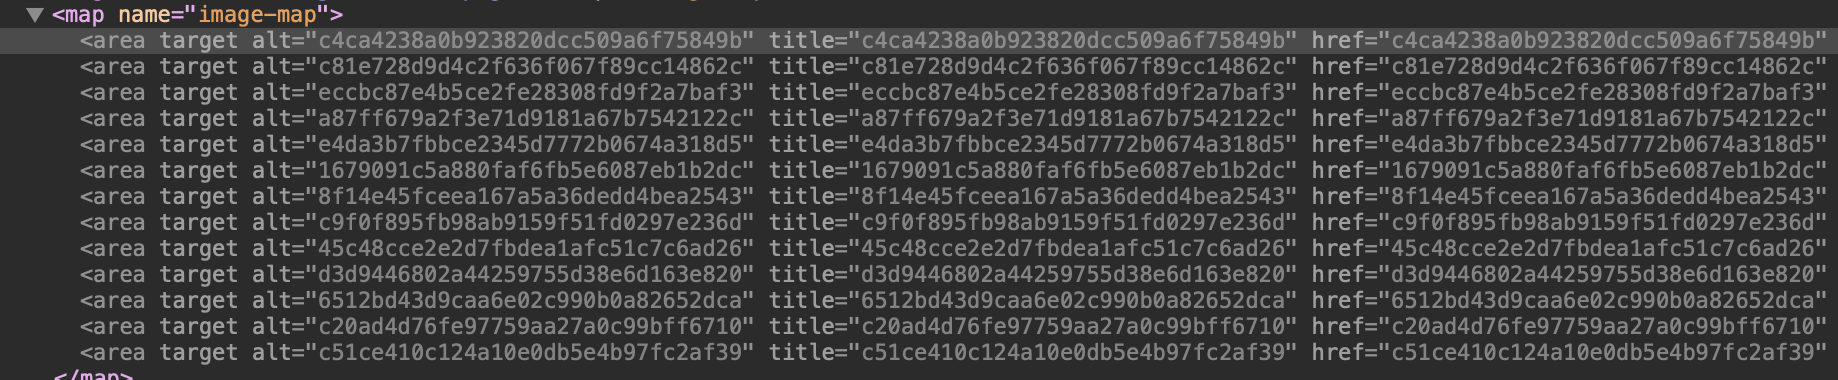 ▼<map name="image-map">
<area target alt="c4ca4238a0b923820dcc509a6f75849b" title="c4ca4238a0b923820dcc509a6f75849b" href="c4ca4238a0b923820dcc509a6f75849b"
<area target alt="c81e728d9d4c2f636f067f89cc14862c" title="c81e728d9d4c2f636f067f89cc14862c" href="c81e728d9d4c2f636f067f89cc14862c"
<area target alt="eccbc87e4b5ce2fe28308fd9f2a7baf3" title="eccbc87e4b5ce2fe28308fd9f2a7baf3" href="eccbc87e4b5ce2fe28308fd9f2a7baf3"
<area target alt="a87ff679a2f3e71d9181a67b7542122c" title="a87ff679a2f3e71d9181a67b7542122c" href="a87ff679a2f3e71d9181a67b7542122c"
<area target alt="e4da3b7fbbce2345d7772b0674a318d5" title="e4da3b7fbbce2345d7772b0674a318d5" href="e4da3b7fbbce2345d7772b0674a318d5"
<area target alt="1679091c5a880faf6fb5e6087eb1b2dc" title="1679091c5a880faf6fb5e6087eb1b2dc" href="1679091c5a880faf6fb5e6087eb1b2dc"
<area target alt="8f14e45fceea167a5a36dedd4bea2543" title="8f14e45fceea167a5a36dedd4bea2543" href="8f14e45fceea167a5a36dedd4bea2543"
<area target alt="c9f0f895fb98ab9159f51fd0297e236d" title="c9f0f895fb98ab9159f51fd0297e236d" href="c9f0f895fb98ab9159f51fd0297e236d"
<area target alt="45c48cce2e2d7fbdea1afc51c7c6ad26" title="45c48cce2e2d7fbdea1afc51c7c6ad26" href="45c48cce2e2d7fbdea1afc51c7c6ad26"
<area target alt="d3d9446802a44259755d38e6d163e820" title="d3d9446802a44259755d38e6d163e820" href="d3d9446802a44259755d38e6d163e820"
<area target alt="6512bd43d9caa6e02c990b0a82652dca" title="6512bd43d9caa6e02c990b0a82652dca" href="6512bd43d9caa6e02c990b0a82652dca"
<area target alt="c20ad4d76fe97759aa27a0c99bff6710" title="c20ad4d76fe97759aa27a0c99bff6710" href="c20ad4d76fe97759aa27a0c99bff6710"
<area target alt="c51ce410c124a10e0db5e4b97fc2af39" title="c51ce410c124a10e0db5e4b97fc2af39" href="c51ce410c124a10e0db5e4b97fc2af39"
</map>